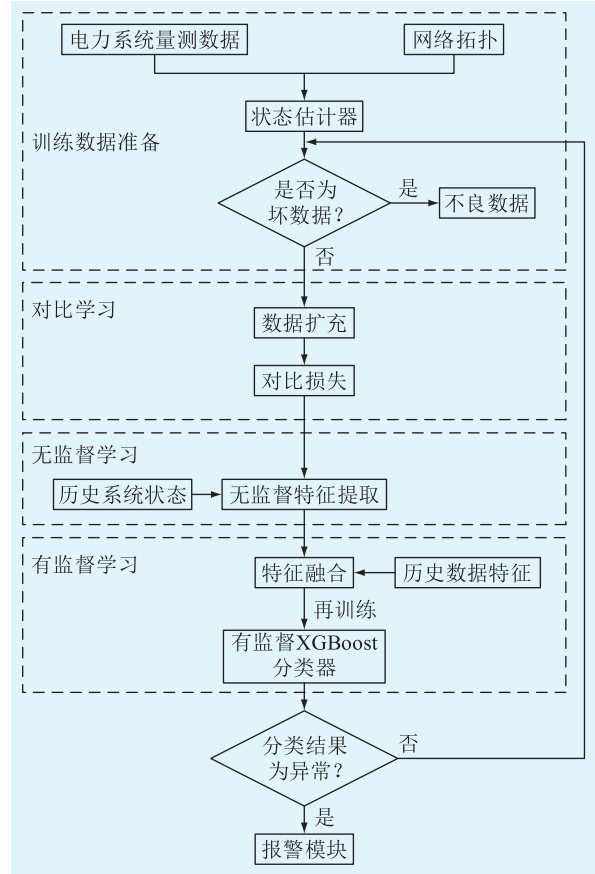 电力系统量测数据
网络拓扑
状态估计器
训练数据准备
是否为
坏数据？
是
不良数据
否
对比学习
数据扩充
对比损失
无监督学习
历史系统状态
无监督特征提取
有监督学习
特征融合
历史数据特征
再训练
有监督XGBoost
分类器
分类结果
为异常？
否
是
报警模块